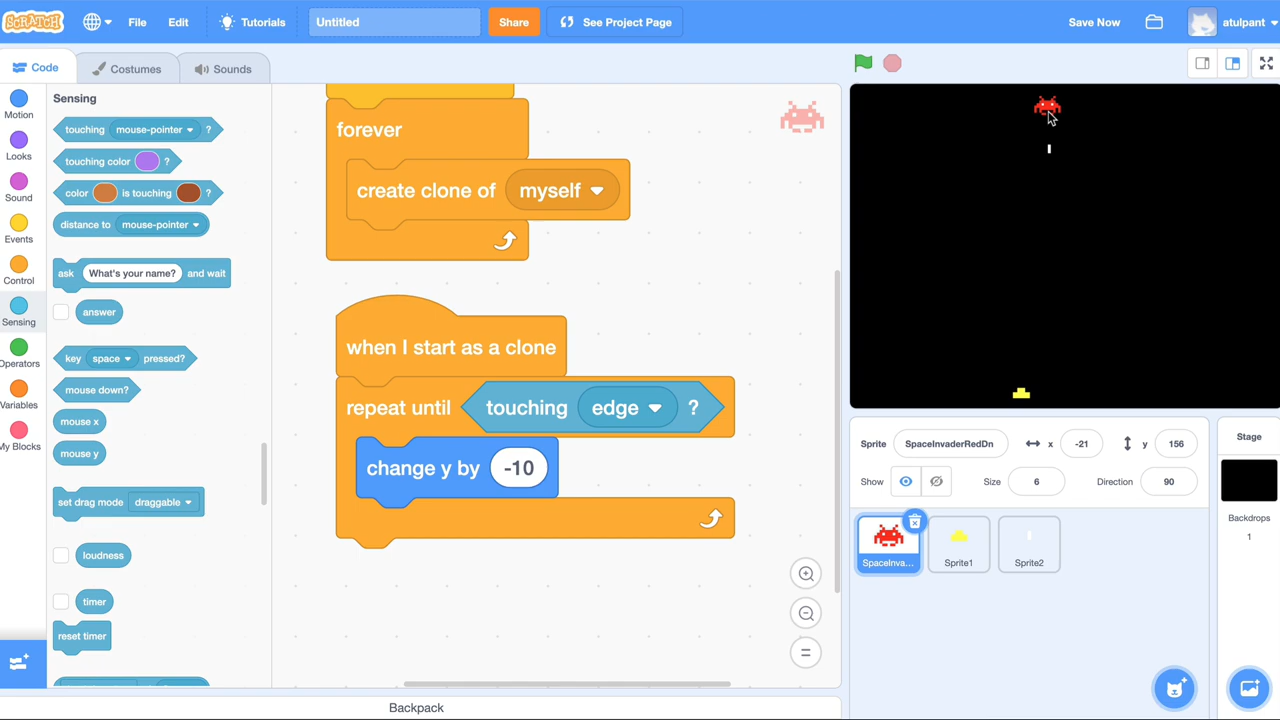 SCRATCH
File
Edit
Tutorials
Untitled
Share
See Project Page
Save Now
atulpant
Code
Costumes
Sounds
Motion
Looks
Sound
Events
Control
Sensing
Operators
Variables
My Blocks
Sensing
touching mouse-pointer ?
touching color ?
color is touching ?
distance to mouse-pointer
ask What's your name? and wait
answer
key space pressed?
mouse down?
mouse x
mouse y
set drag mode draggable
loudness
timer
reset timer
forever
create clone of myself
when I start as a clone
repeat until touching edge ?
change y by -10
Backpack
Sprite SpaceInvaderRedDn x -21 y 156
Show Size 6 Direction 90
SpaceInva...
Sprite1
Sprite2
Stage
Backdrops
1